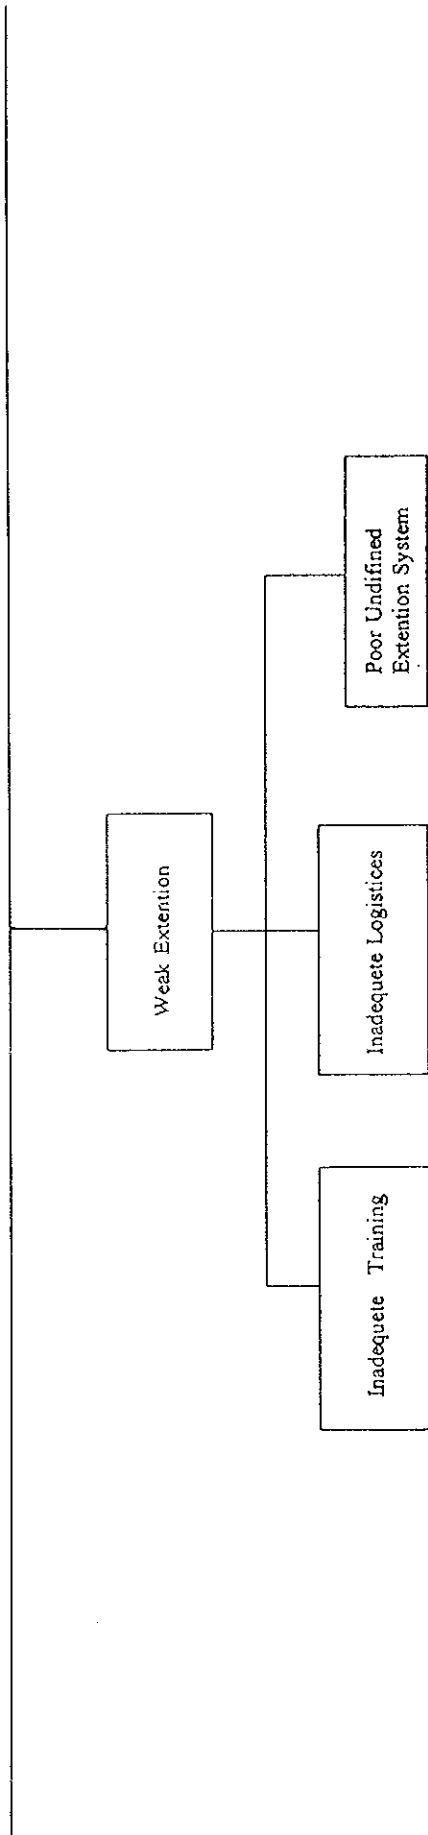 Weak Extention
Inadequete Training
Inadequete Logistices
Poor Undifined
Extention System